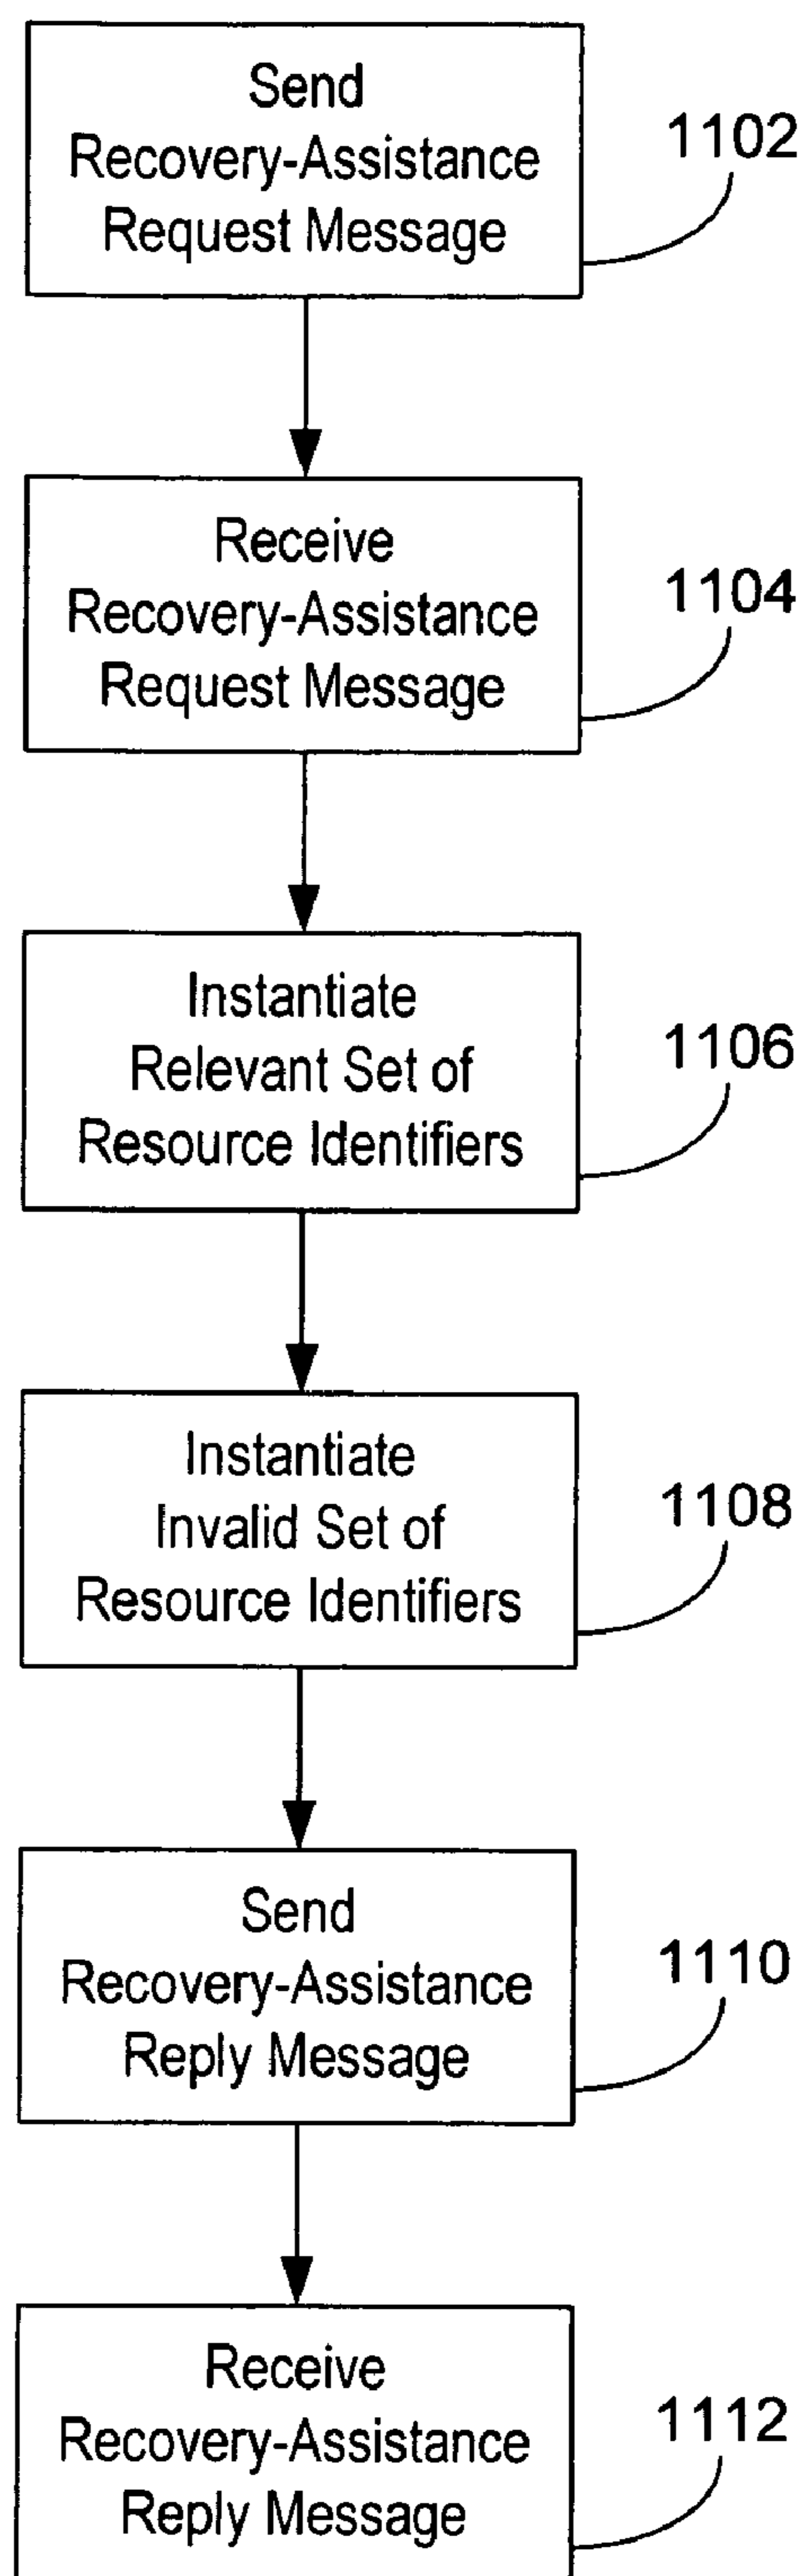 Send
Recovery-Assistance
Request Message
1102
Receive
Recovery-Assistance
Request Message
1104
Instantiate
Relevant Set of
Resource Identifiers
1106
Instantiate
Invalid Set of
Resource Identifiers
1108
Send
Recovery-Assistance
Reply Message
1110
Receive
Recovery-Assistance
Reply Message
1112